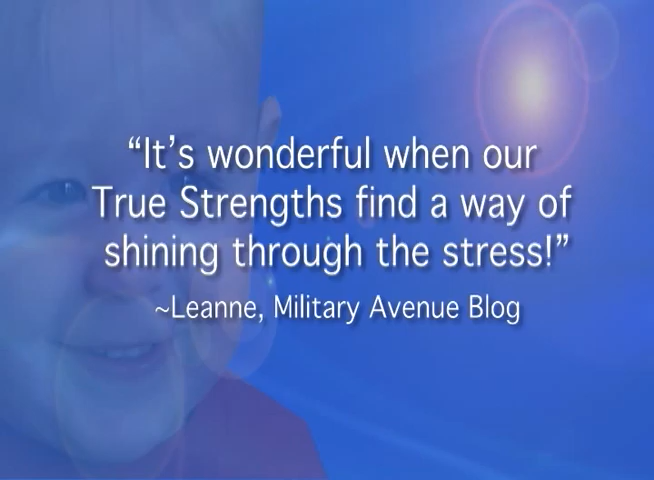 “It’s wonderful when our
True Strengths find a way of
shining through the stress!”
~Leanne, Military Avenue Blog